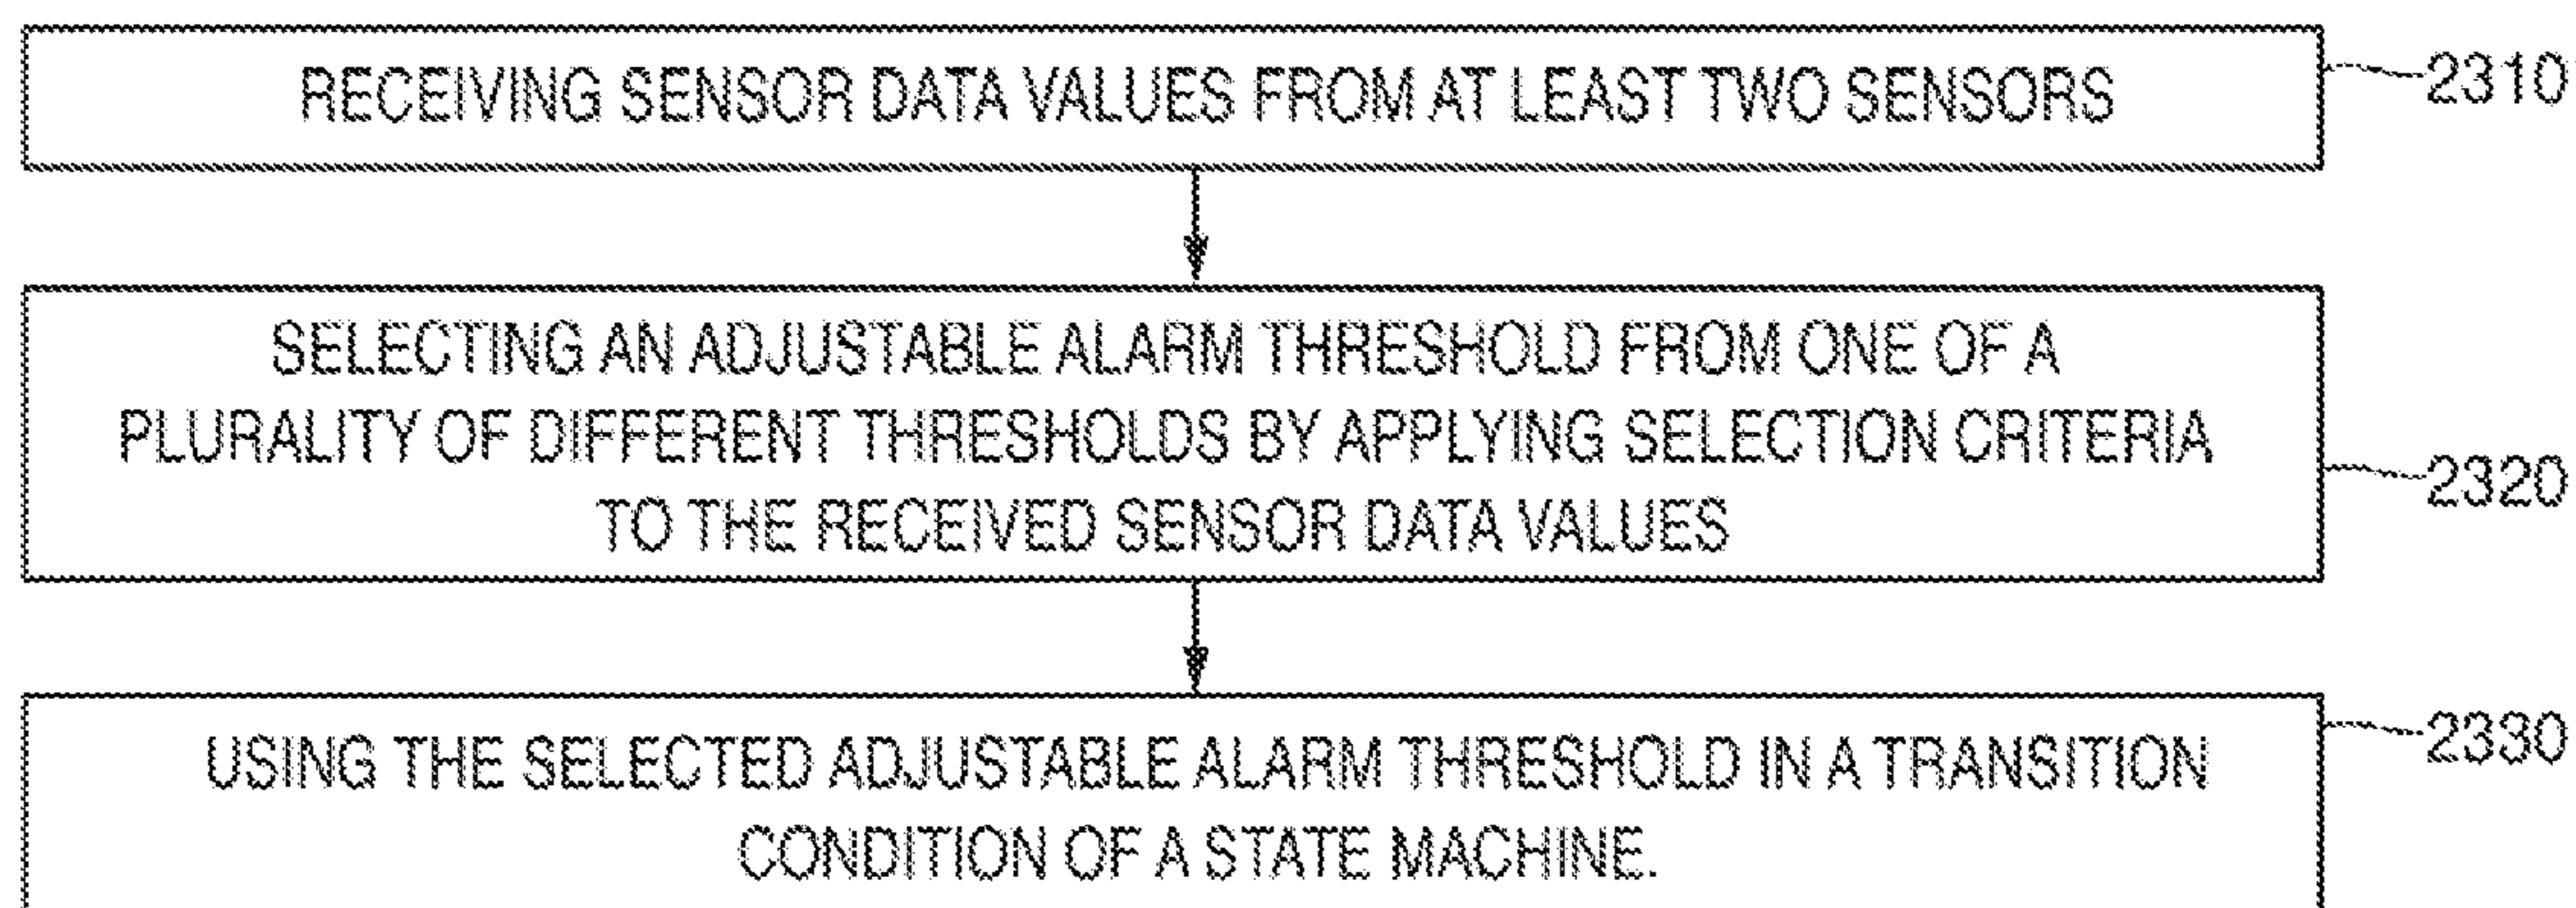 RECEIVING SENSOR DATA VALUES FROM AT LEAST TWO SENSORS
2310
SELECTING AN ADJUSTABLE ALARM THRESHOLD FROM ONE OF A
PLURALITY OF DIFFERENT THRESHOLDS BY APPLYING SELECTION CRITERIA
TO THE RECEIVED SENSOR DATA VALUES
2320
USING THE SELECTED ADJUSTABLE ALARM THRESHOLD IN A TRANSITION
CONDITION OF A STATE MACHINE.
2330